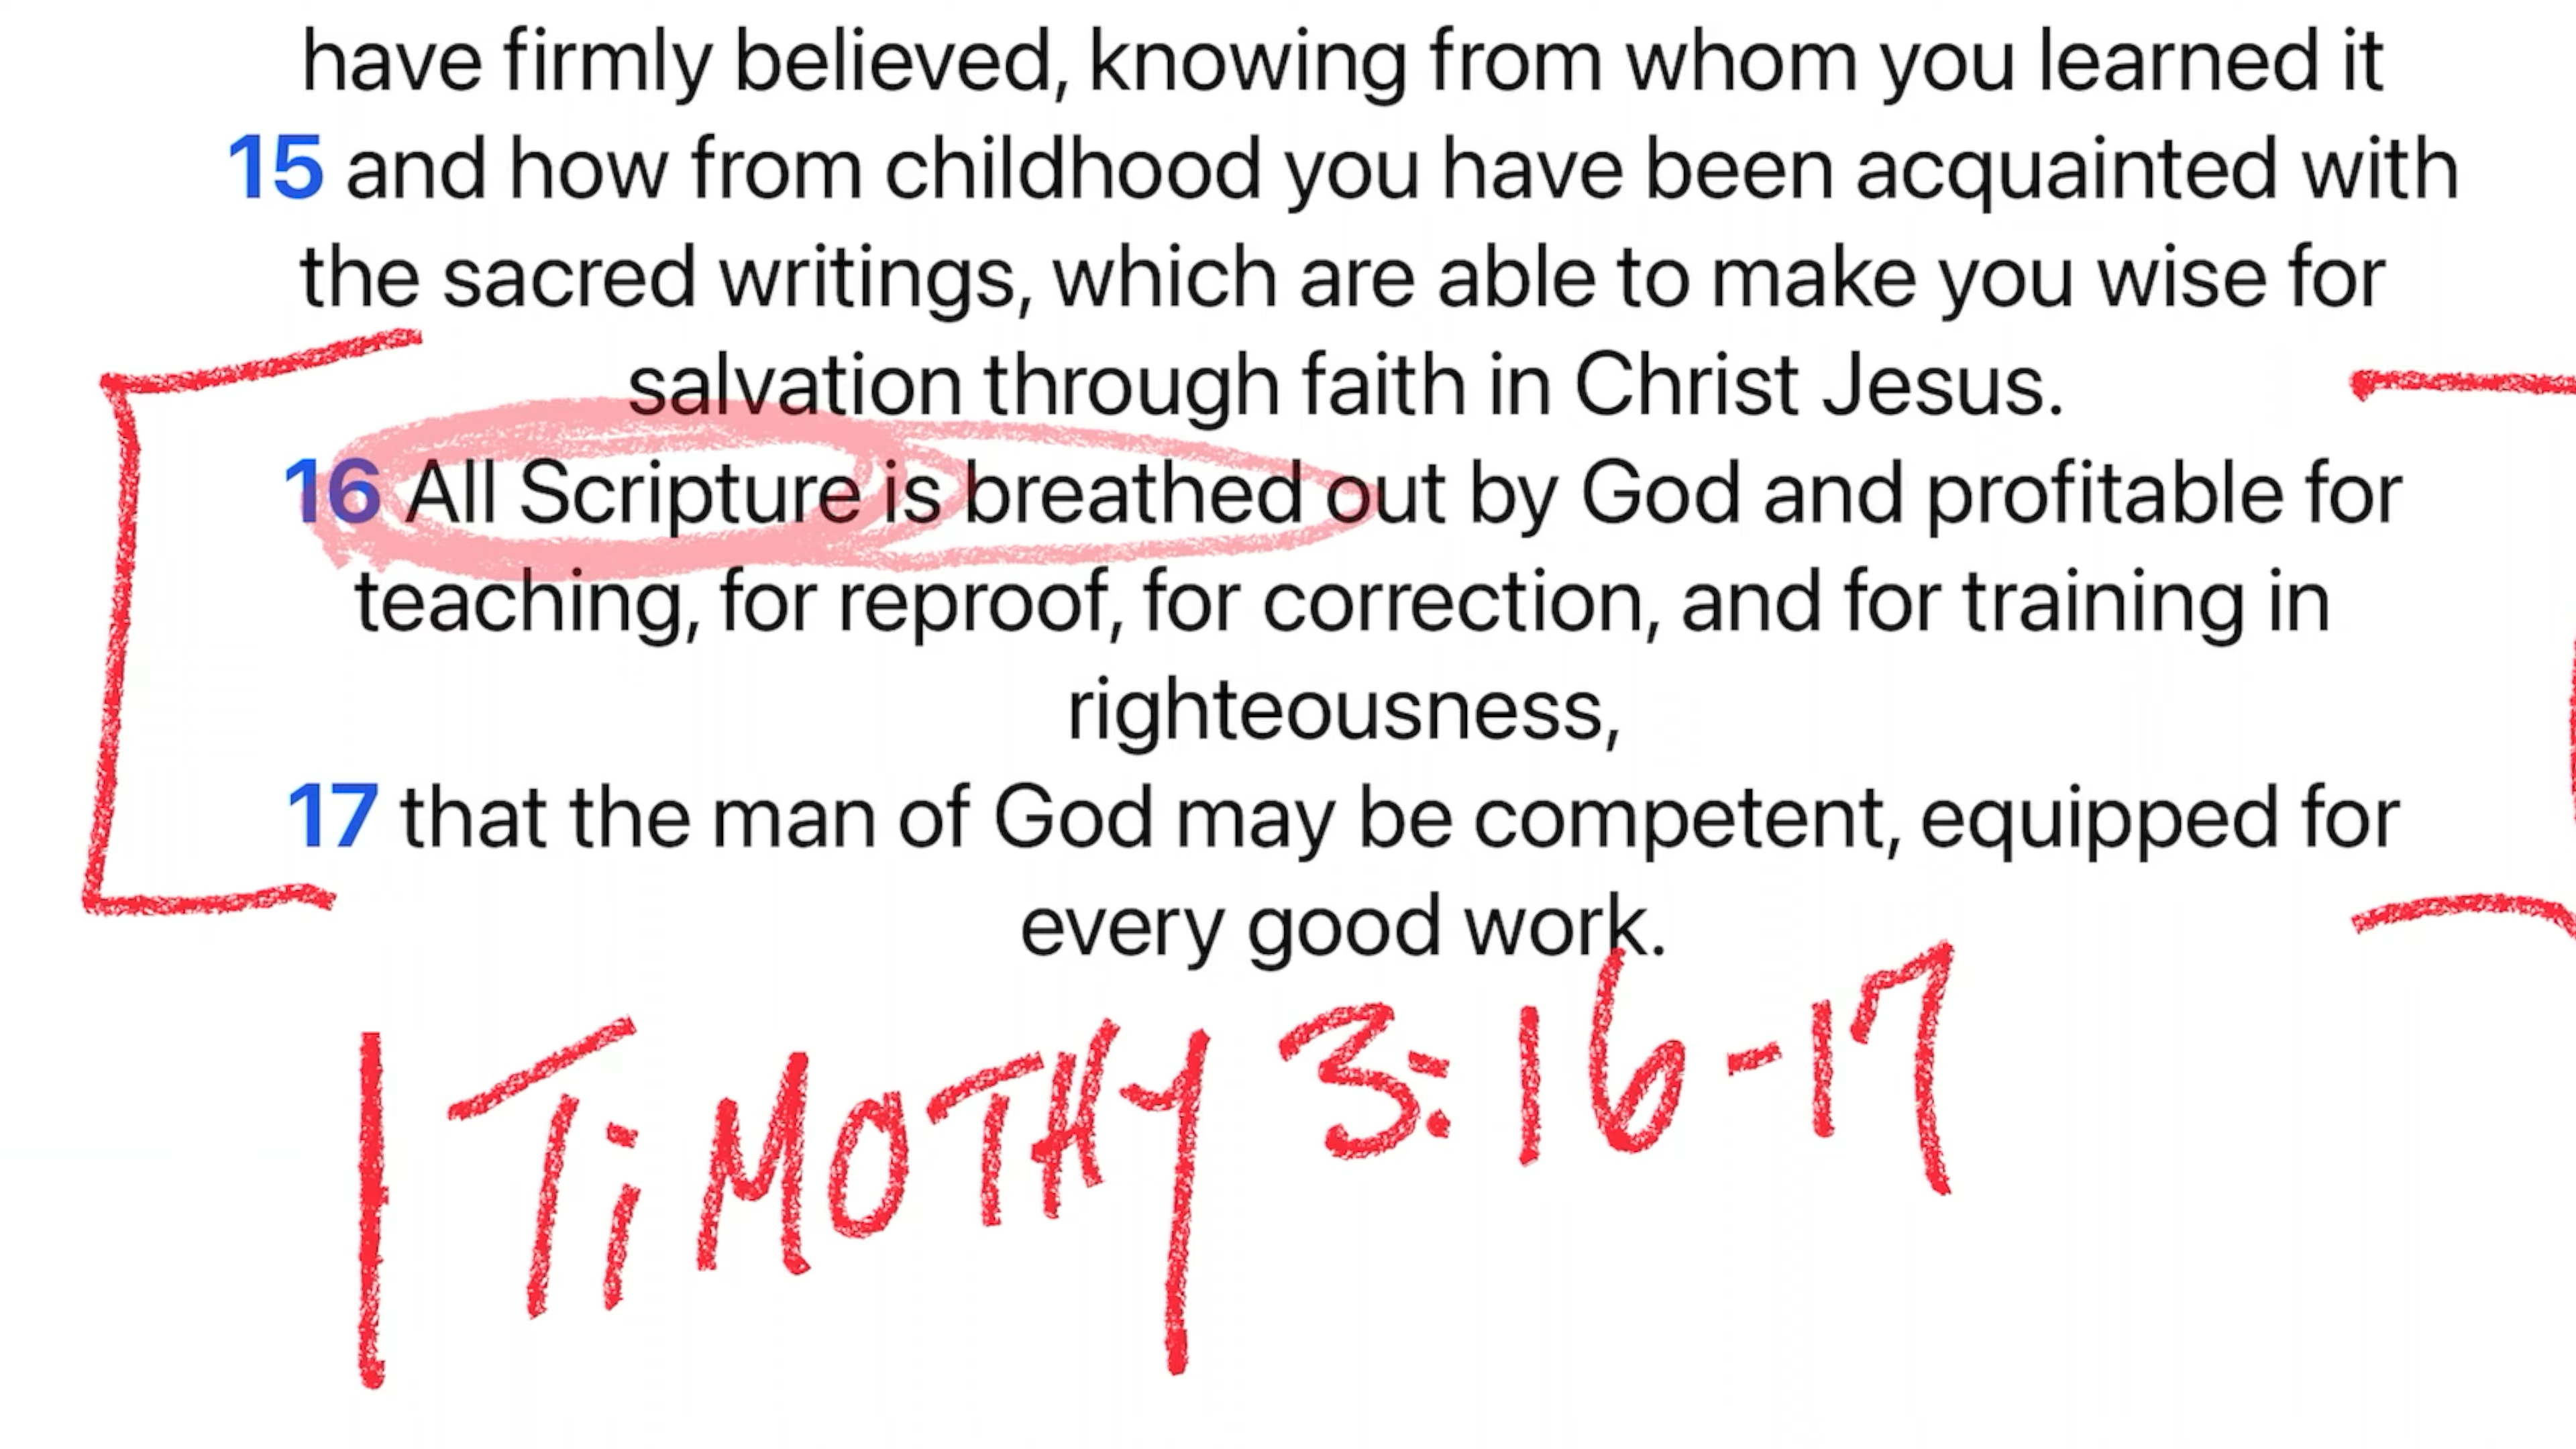 have firmly believed, knowing from whom you learned it
15 and how from childhood you have been acquainted with
the sacred writings, which are able to make you wise for
salvation through faith in Christ Jesus.
16 All Scripture is breathed out by God and profitable for
teaching, for reproof, for correction, and for training in
righteousness,
17 that the man of God may be competent, equipped for
every good work.
1 TiMOTHY 3:16-17